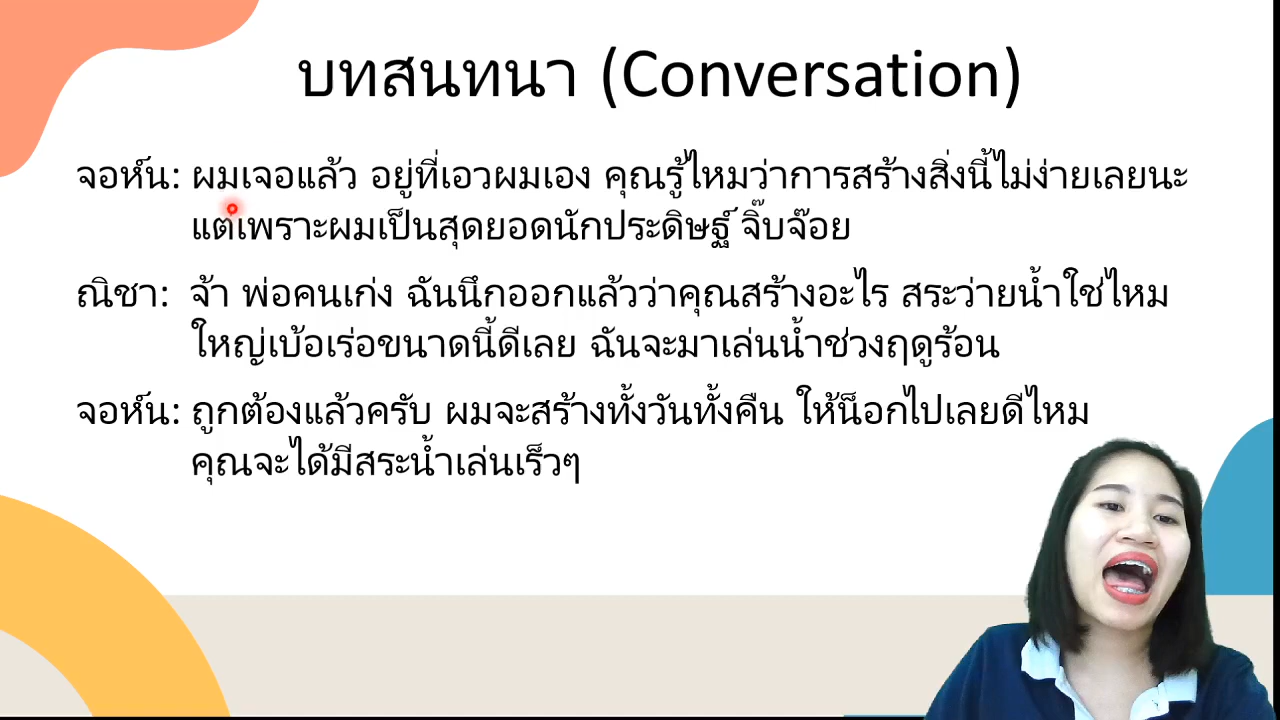 บทสนทนา (Conversation)
จอห์น: ผมเจอแล้ว อยู่ที่เอวผมเอง คุณรู้ไหมว่าการสร้างสิ่งนี้ไม่ง่ายเลยนะ
แต่เพราะผมเป็นสุดยอดนักประดิษฐ์ จิ๊บจ๊อย
ณิชา: จ้า พ่อคนเก่ง ฉันนึกออกแล้วว่าคุณสร้างอะไร สระว่ายน้ำใช่ไหม
ใหญ่เบ้อเร่อขนาดนี้ดีเลย ฉันจะมาเล่นน้ำช่วงฤดูร้อน
จอห์น: ถูกต้องแล้วครับ ผมจะสร้างทั้งวันทั้งคืน ให้น็อกไปเลยดีไหม
คุณจะได้มีสระน้ำเล่นเร็วๆ